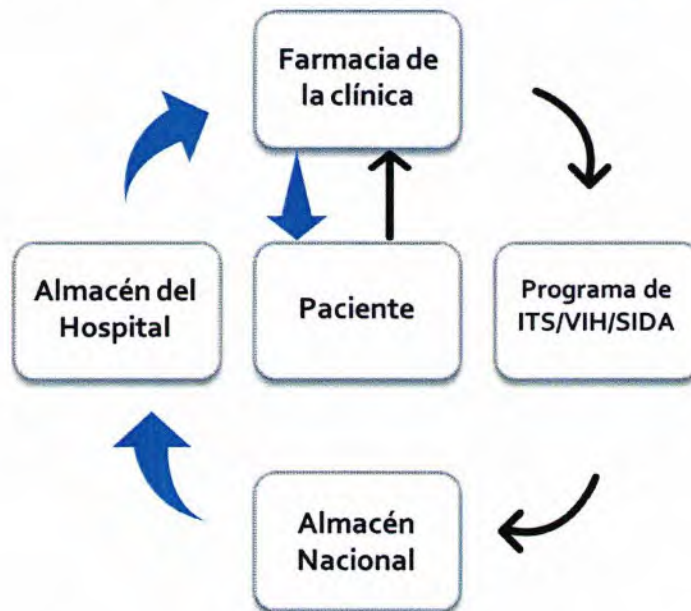 Farmacia de
la clínica
Almacén del
Hospital
Paciente
Programa de
ITS/VIH/SIDA
Almacén
Nacional